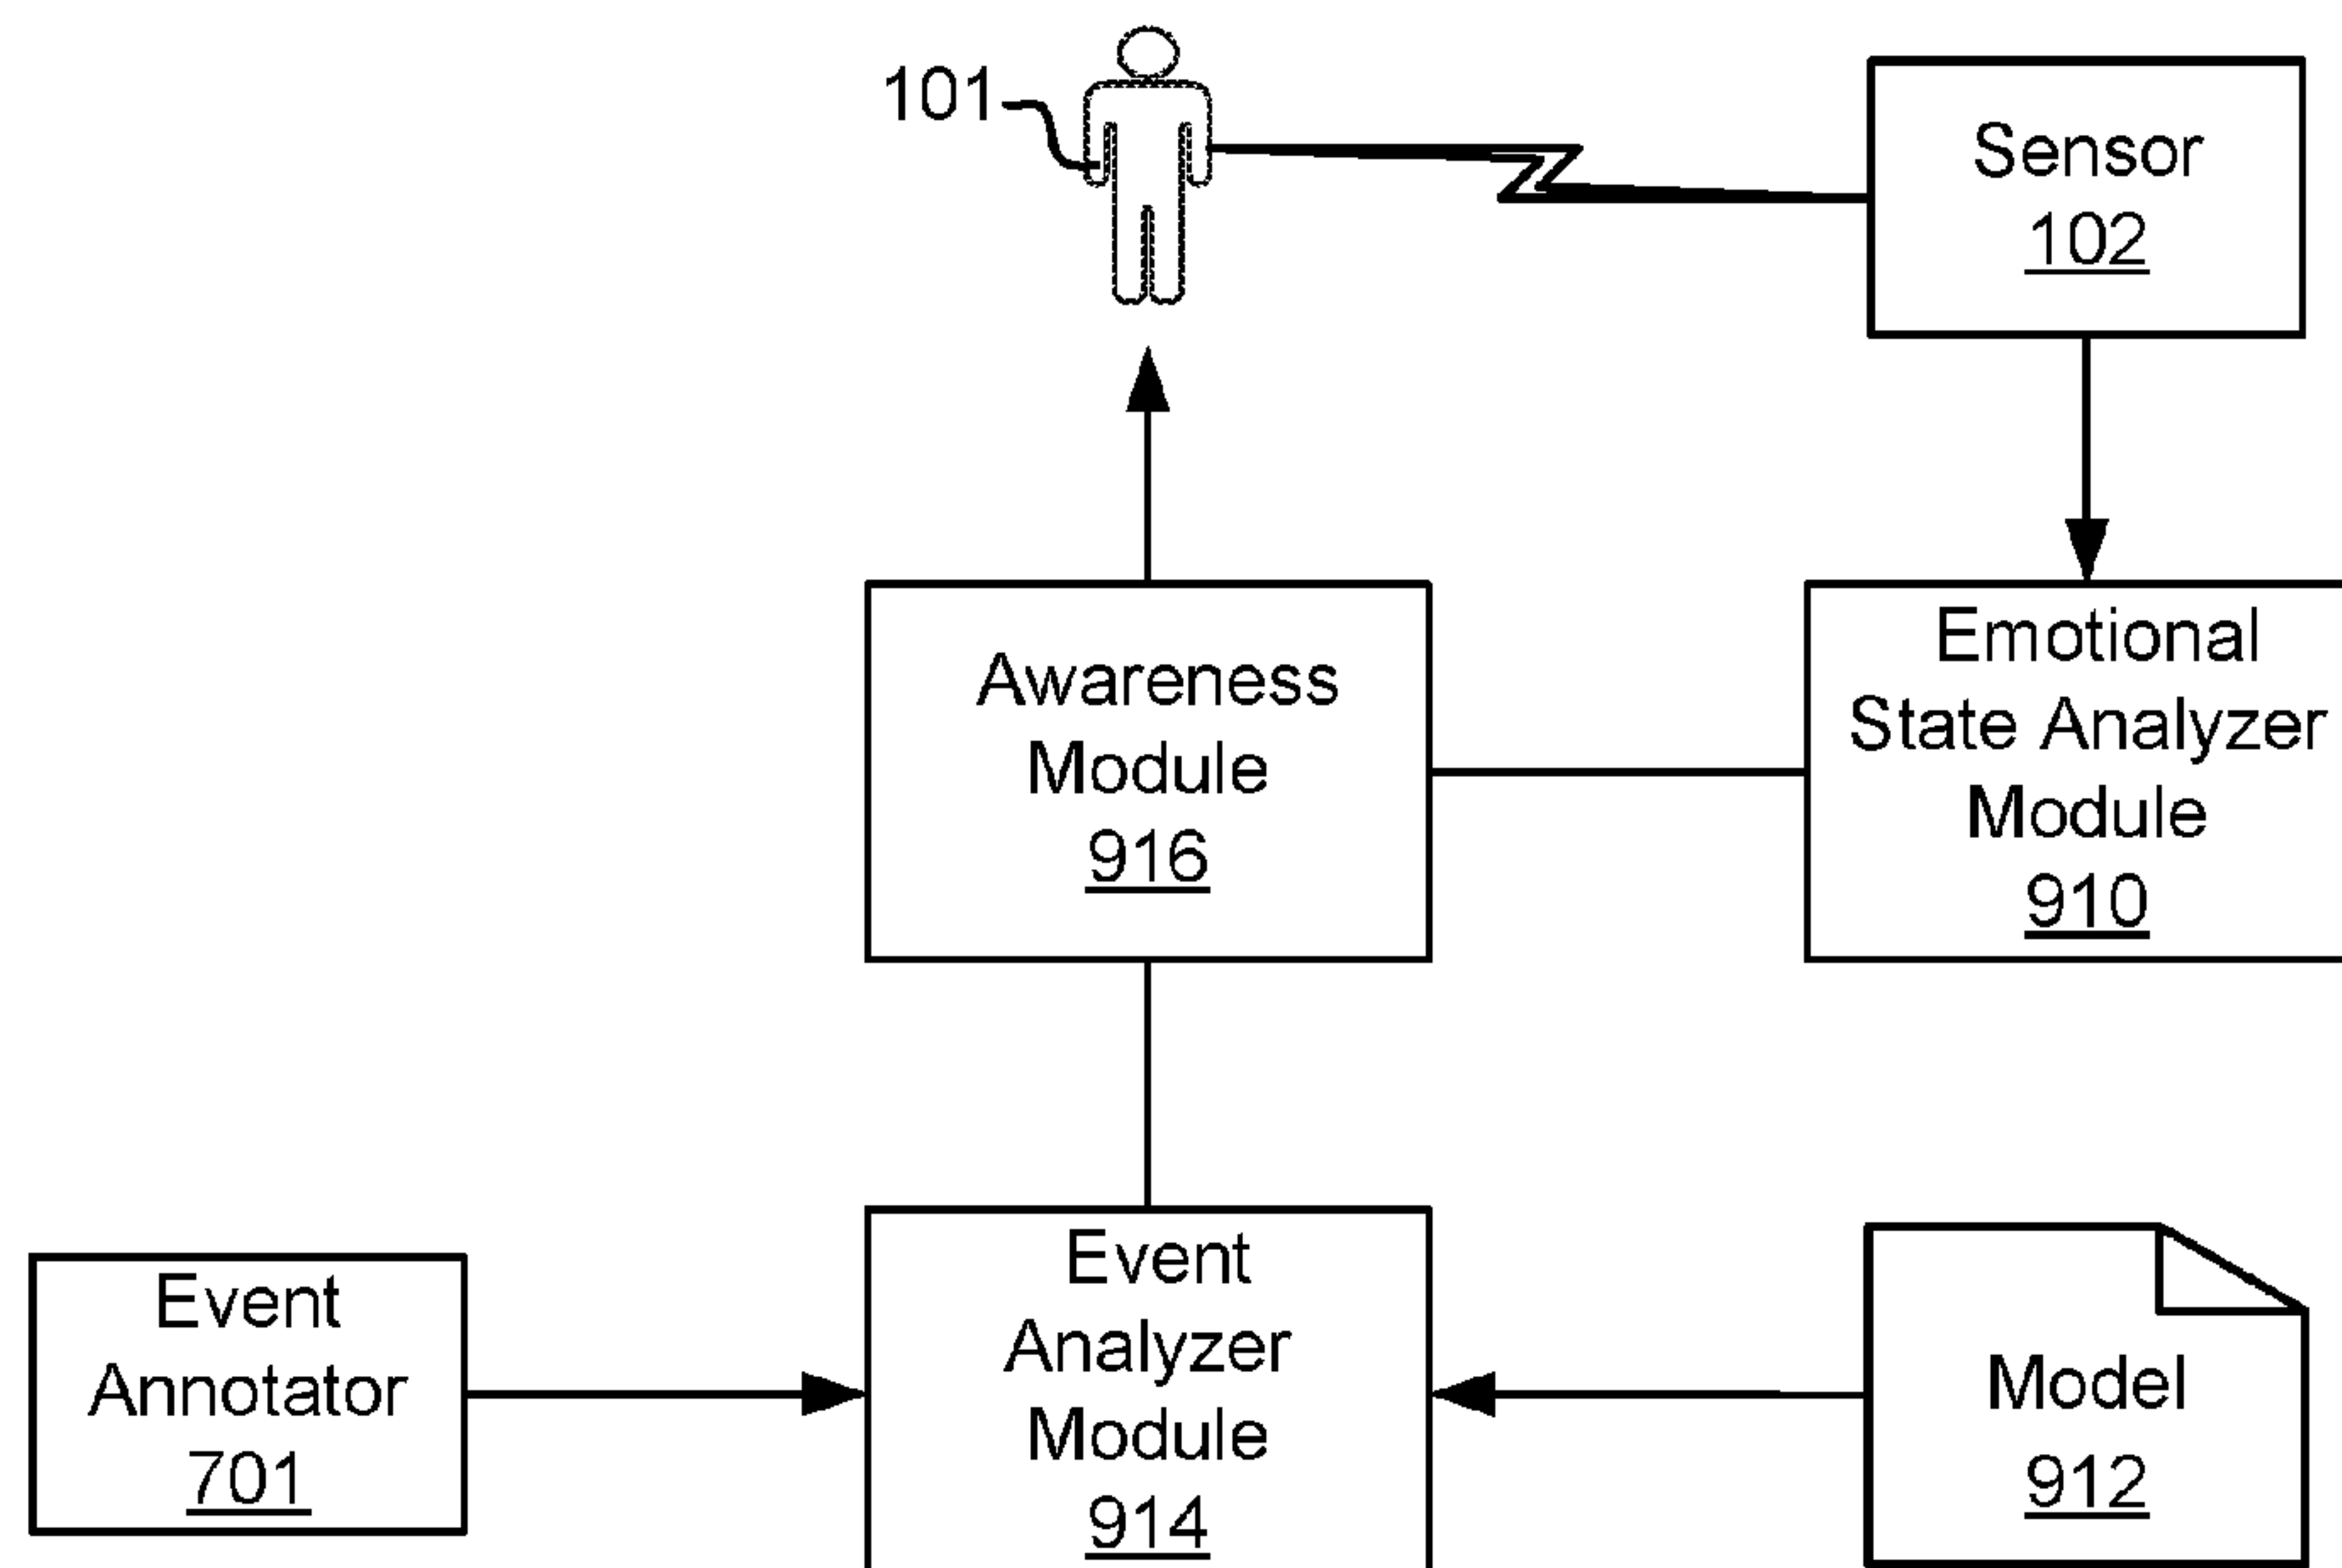 101
Sensor
102
Awareness
Module
916
Emotional
State Analyzer
Module
910
Event
Annotator
701
Event
Analyzer
Module
914
Model
912